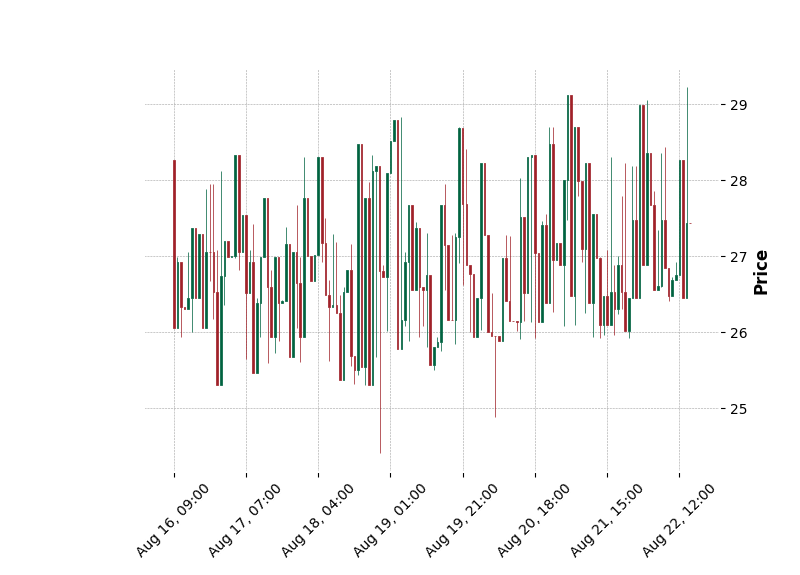 29
28
27
26
25
Price
Aug 16, 09:00
Aug 17, 07:00
Aug 18, 04:00
Aug 19, 01:00
Aug 19, 21:00
Aug 20, 18:00
Aug 21, 15:00
Aug 22, 12:00